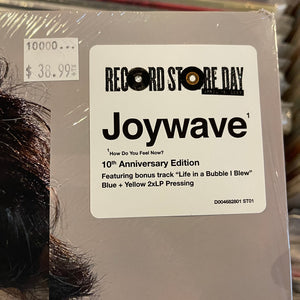 10000...
$ 38.99
RECORD STORE DAY
Joywave¹
¹How Do You Feel Now?
10th Anniversary Edition
Featuring bonus track "Life in a Bubble I Blew"
Blue + Yellow 2xLP Pressing
D004682801 ST01